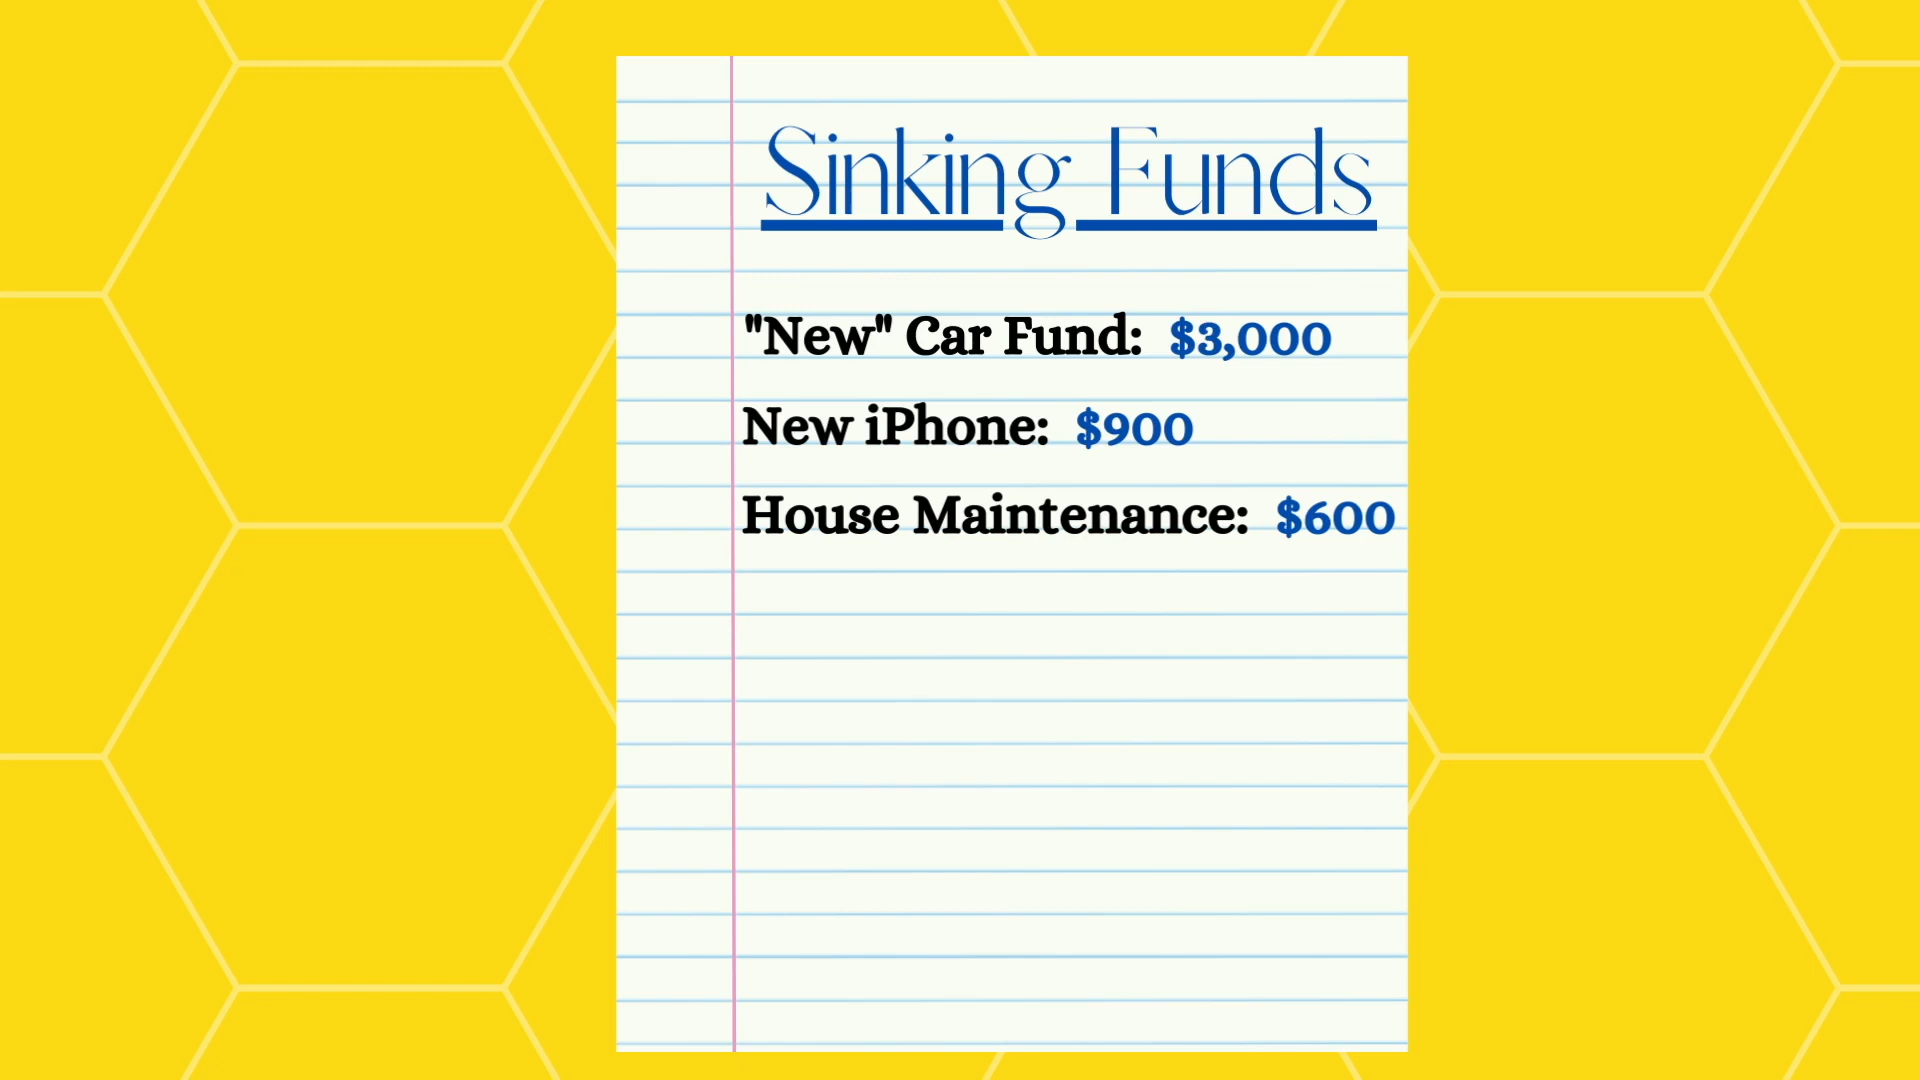 Sinking Funds
"New" Car Fund: $3,000
New iPhone: $900
House Maintenance: $600